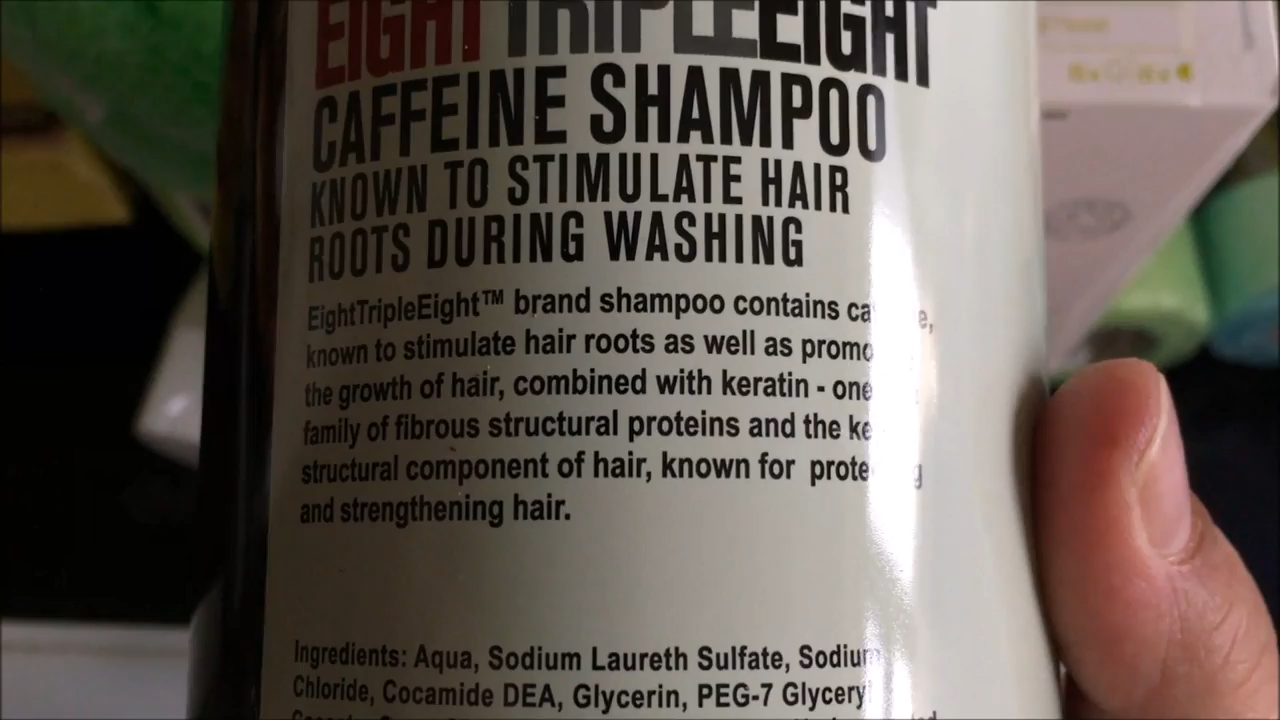 EIGHT TRIPLEEIGHT
CAFFEINE SHAMPOO
KNOWN TO STIMULATE HAIR
ROOTS DURING WASHING
EightTripleEight™ brand shampoo contains
known to stimulate hair roots as well as
the growth of hair, combined with keratin - one
family of fibrous structural proteins and the
structural component of hair, known for
and strengthening hair.
Ingredients: Aqua, Sodium Laureth Sulfate, Sodium
Chloride, Cocamide DEA, Glycerin, PEG-7